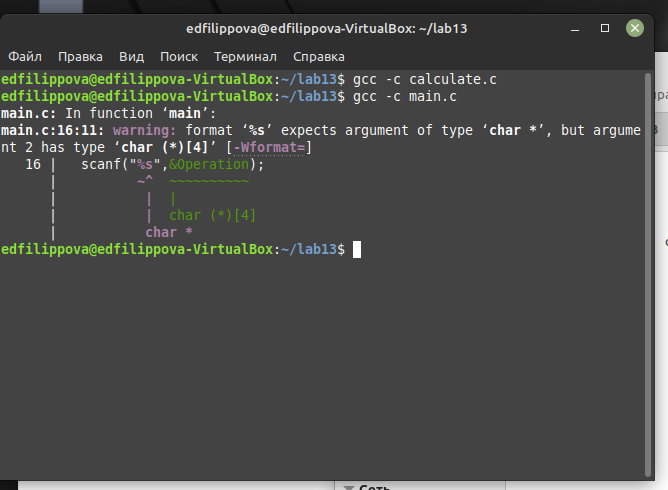 edfilippova@edfilippova-VirtualBox: ~/lab13
Файл Правка Вид Поиск Терминал Справка
edfilippova@edfilippova-VirtualBox:~/lab13$ gcc -c calculate.c
edfilippova@edfilippova-VirtualBox:~/lab13$ gcc -c main.c
main.c: In function ‘main’:
main.c:16:11: warning: format ‘%s’ expects argument of type ‘char *’, but argume
nt 2 has type ‘char (*)[4]’ [-Wformat=]
   16 |   scanf("%s",&Operation);
      |          ~^  ~~~~~~~~~~
      |           |  |
      |           |  char (*)[4]
      |           char *
edfilippova@edfilippova-VirtualBox:~/lab13$